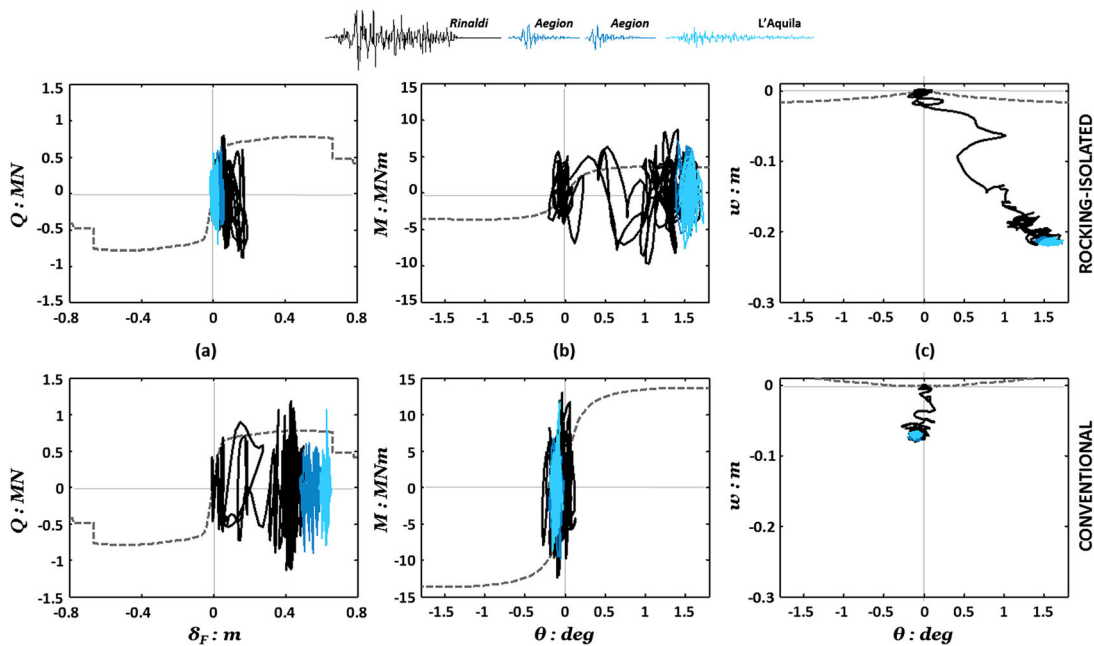 Rinaldi Aegion Aegion L'Aquila
1.5
1
0.5
0
-0.5
-1
-1.5
Q : MN
-0.8 -0.4 0 0.4 0.8
(a)
15
10
5
0
-5
-10
-15
M : MNm
-1.5 -1 -0.5 0 0.5 1 1.5
(b)
0
-0.1
-0.2
-0.3
w : m
-1.5 -1 -0.5 0 0.5 1 1.5
(c)
ROCKING-ISOLATED
1.5
1
0.5
0
-0.5
-1
-1.5
Q : MN
-0.8 -0.4 0 0.4 0.8
δF : m
15
10
5
0
-5
-10
-15
M : MNm
-1.5 -1 -0.5 0 0.5 1 1.5
θ : deg
0
-0.1
-0.2
-0.3
w : m
-1.5 -1 -0.5 0 0.5 1 1.5
θ : deg
CONVENTIONAL